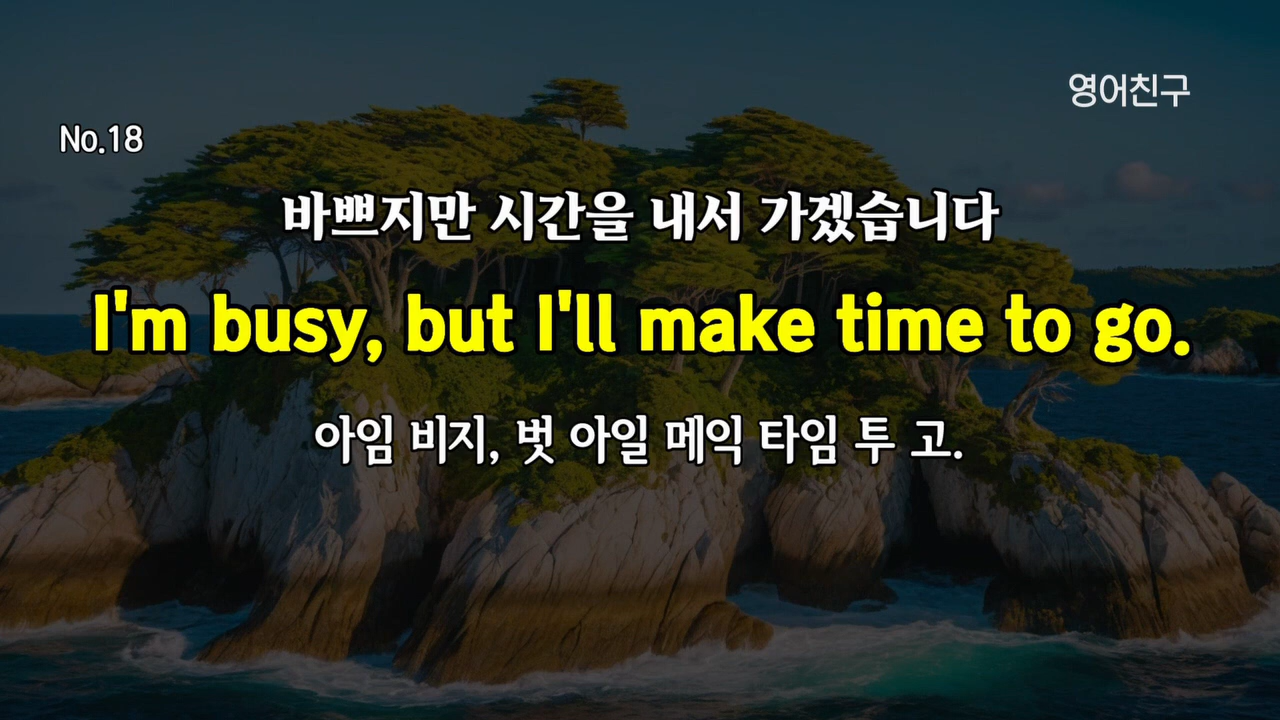 영어친구
No.18
바쁘지만 시간을 내서 가겠습니다
I'm busy, but I'll make time to go.
아임 비지, 벗 아일 메익 타임 투 고.